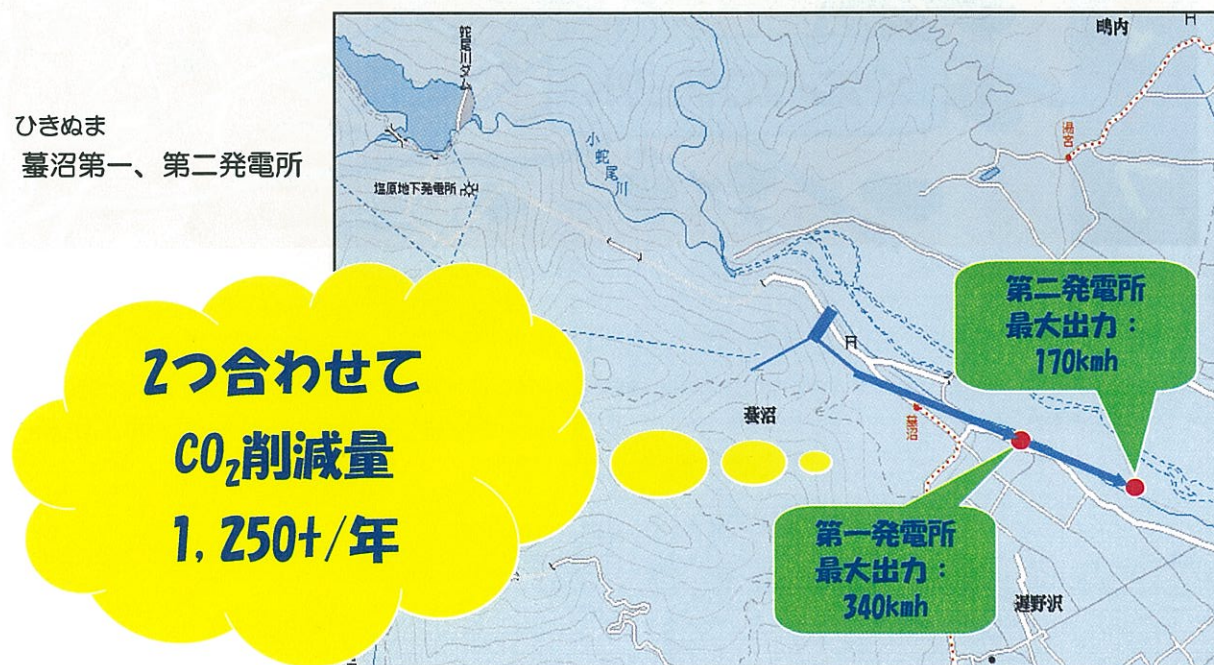 ひきぬま
蟇沼第一、第二発電所
蛇尾川ダム
鴫内
湯宮
小蛇尾川
塩原地下発電所
第二発電所
最大出力：
170kmh
2つ合わせて
CO₂削減量
1,250t/年
蟇沼
蟇沼
第一発電所
最大出力：
340kmh
遅野沢